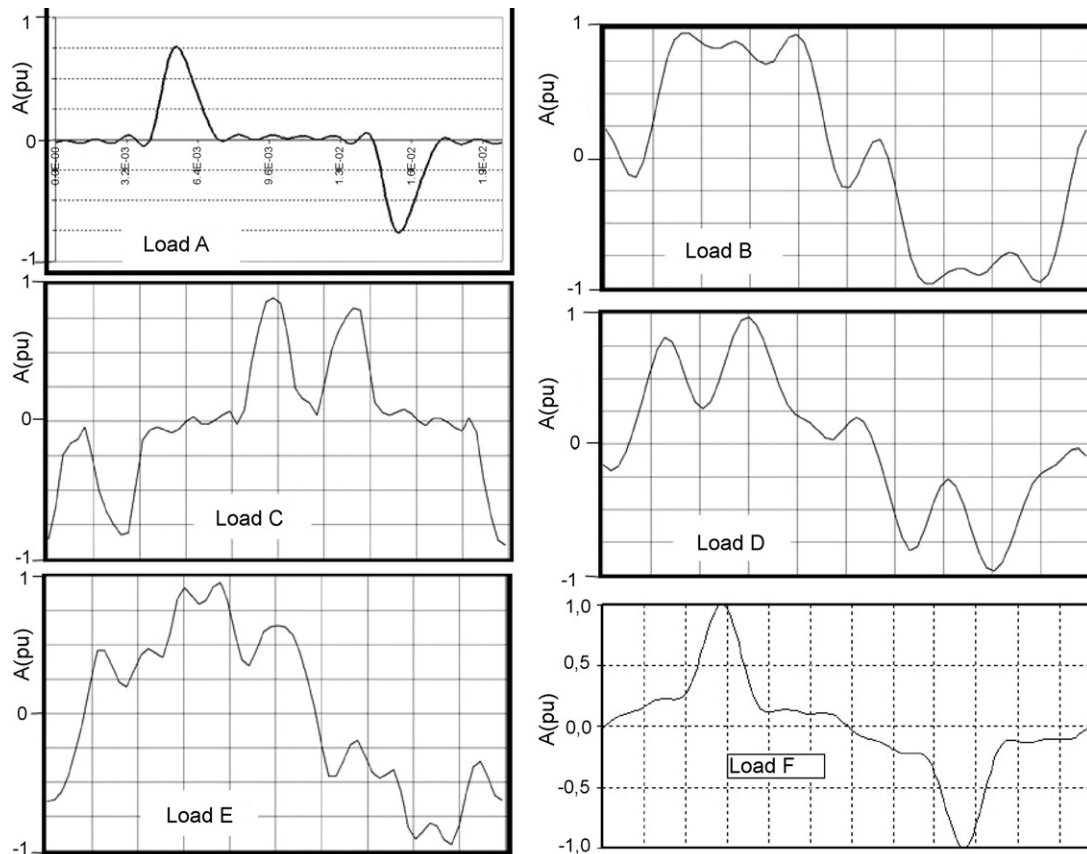 1
A(pu)
0
0.0E+00
3.2E-03
6.4E-03
9.6E-03
1.3E-02
1.6E-02
1.9E-02
Load A
-1
1
A(pu)
0
Load B
-1
1
A(pu)
0
Load C
-1
1
A(pu)
0
Load D
-1
1
A(pu)
0
Load E
-1
1,0
0,5
A(pu)
0,0
Load F
-0,5
-1,0